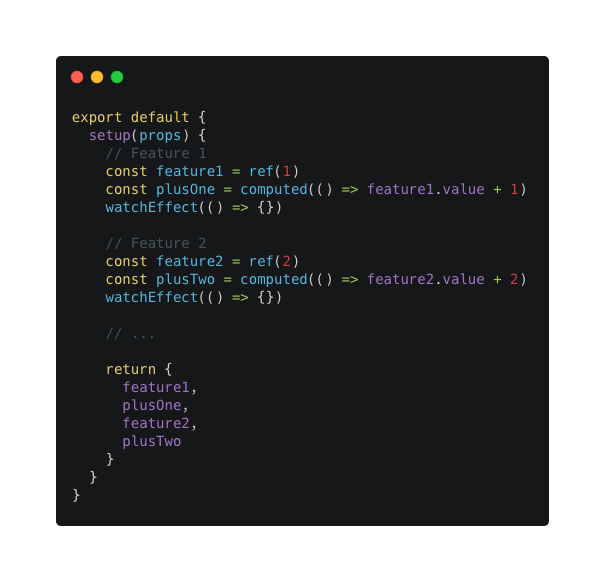 export default {
  setup(props) {
    // Feature 1
    const feature1 = ref(1)
    const plusOne = computed(() => feature1.value + 1)
    watchEffect(() => {})

    // Feature 2
    const feature2 = ref(2)
    const plusTwo = computed(() => feature2.value + 2)
    watchEffect(() => {})

    // ...

    return {
      feature1,
      plusOne,
      feature2,
      plusTwo
    }
  }
}